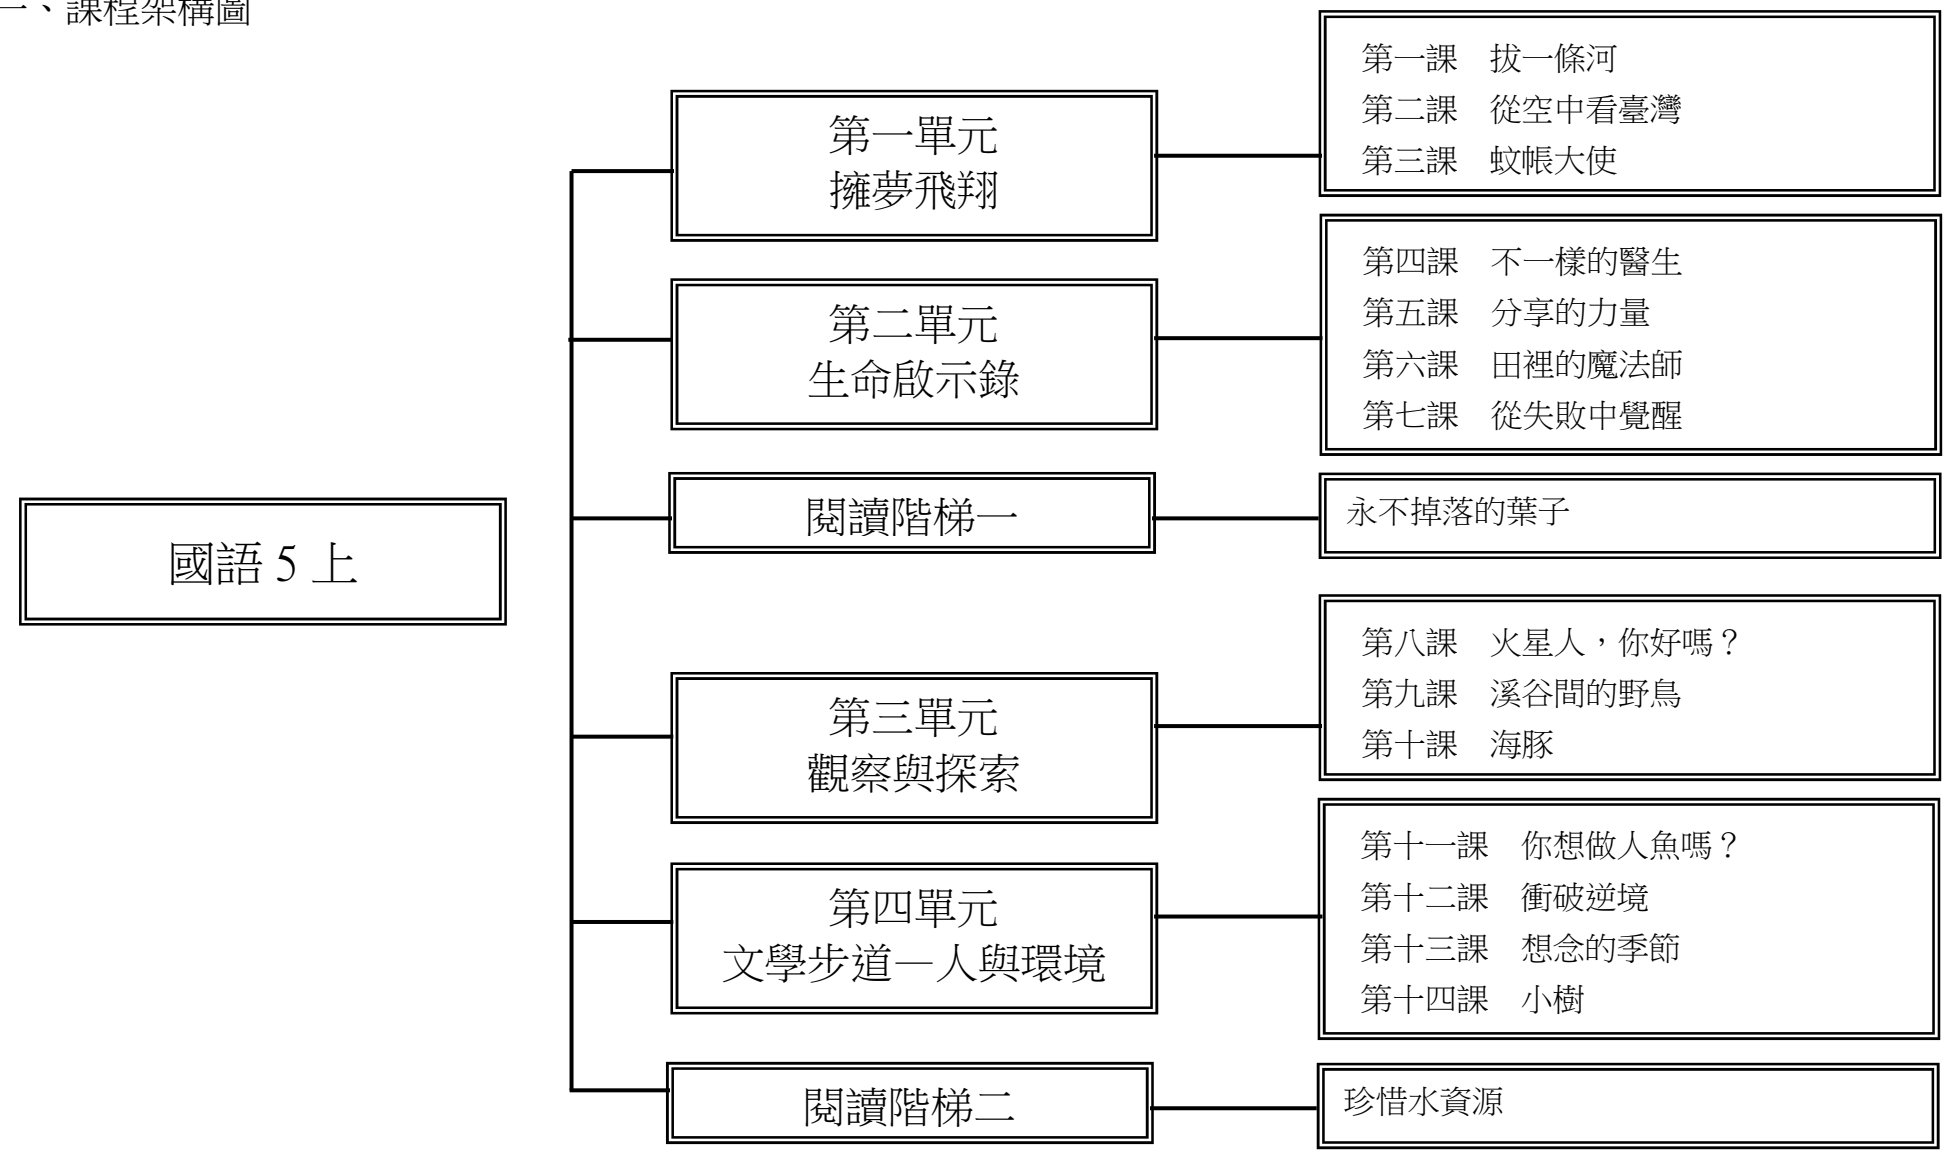 一、課程架構圖
國語 5 上
第一單元
擁夢飛翔
第一課　拔一條河
第二課　從空中看臺灣
第三課　蚊帳大使
第二單元
生命啟示錄
第四課　不一樣的醫生
第五課　分享的力量
第六課　田裡的魔法師
第七課　從失敗中覺醒
閱讀階梯一
永不掉落的葉子
第三單元
觀察與探索
第八課　火星人，你好嗎？
第九課　溪谷間的野鳥
第十課　海豚
第四單元
文學步道—人與環境
第十一課　你想做人魚嗎？
第十二課　衝破逆境
第十三課　想念的季節
第十四課　小樹
閱讀階梯二
珍惜水資源